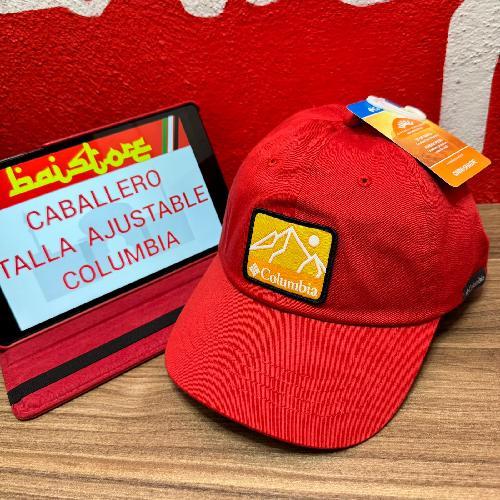 baistore
CABALLERO
TALLA AJUSTABLE
COLUMBIA
Columbia